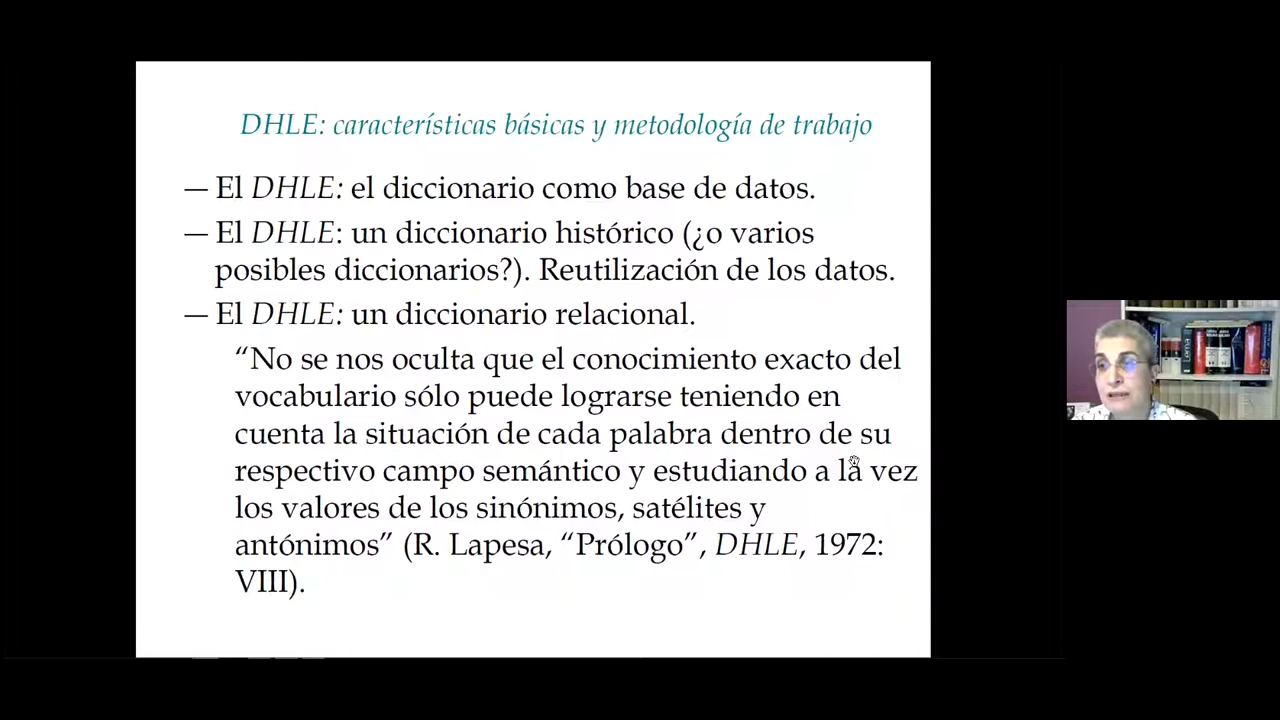 DHLE: características básicas y metodología de trabajo
— El DHLE: el diccionario como base de datos.
— El DHLE: un diccionario histórico (¿o varios
posibles diccionarios?). Reutilización de los datos.
— El DHLE: un diccionario relacional.
“No se nos oculta que el conocimiento exacto del
vocabulario sólo puede lograrse teniendo en
cuenta la situación de cada palabra dentro de su
respectivo campo semántico y estudiando a la vez
los valores de los sinónimos, satélites y
antónimos” (R. Lapesa, “Prólogo”, DHLE, 1972:
VIII).